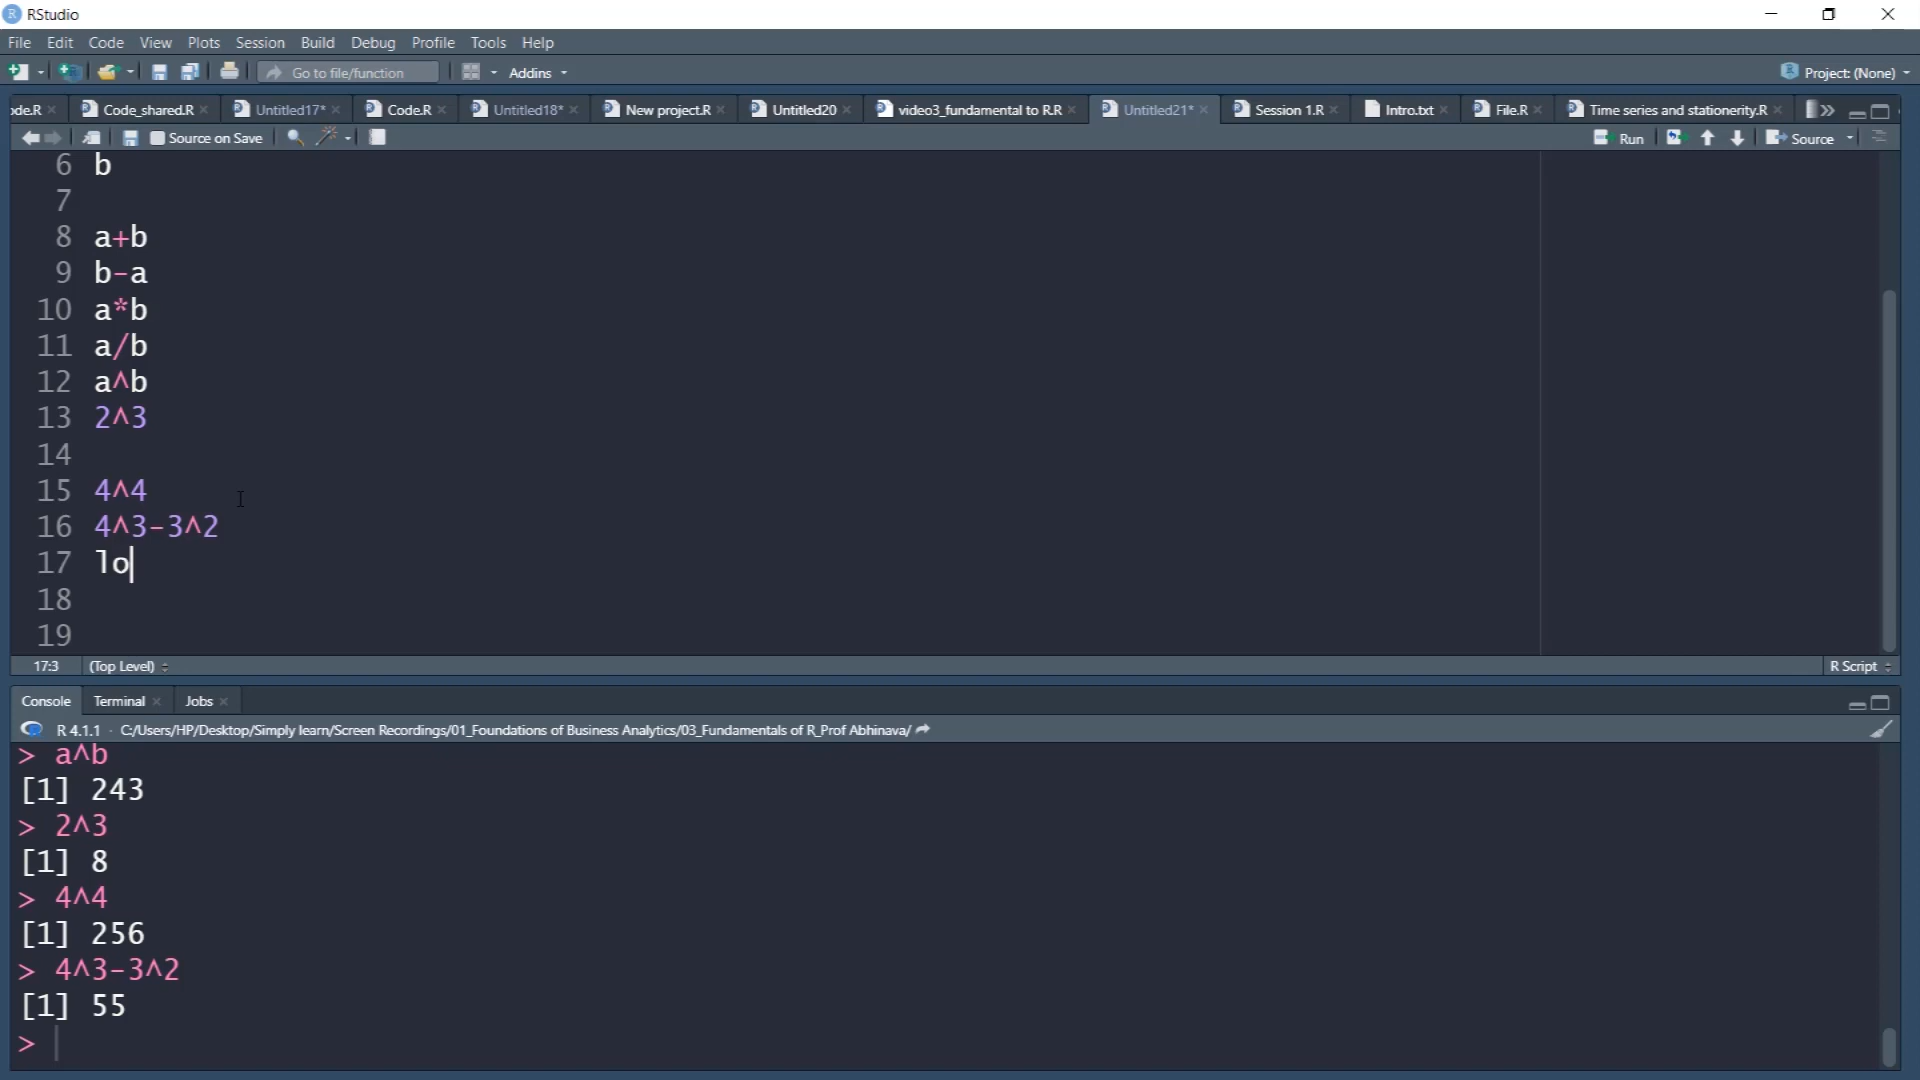 RStudio
File Edit Code View Plots Session Build Debug Profile Tools Help
Go to file/function Addins Project: (None)
ode.R Code_shared.R Untitled17* Code.R Untitled18* New project.R Untitled20 video3_fundamental to R.R Untitled21* Session 1.R Intro.txt File.R Time series and stationerity.R
Source on Save Run Source
6 b
7
8 a+b
9 b-a
10 a*b
11 a/b
12 a^b
13 2^3
14
15 4^4
16 4^3-3^2
17 lo
18
19
17:3 (Top Level) R Script
Console Terminal Jobs
R 4.1.1 · C:/Users/HP/Desktop/Simply learn/Screen Recordings/01_Foundations of Business Analytics/03_Fundamentals of R_Prof Abhinava/
> a^b
[1] 243
> 2^3
[1] 8
> 4^4
[1] 256
> 4^3-3^2
[1] 55
>